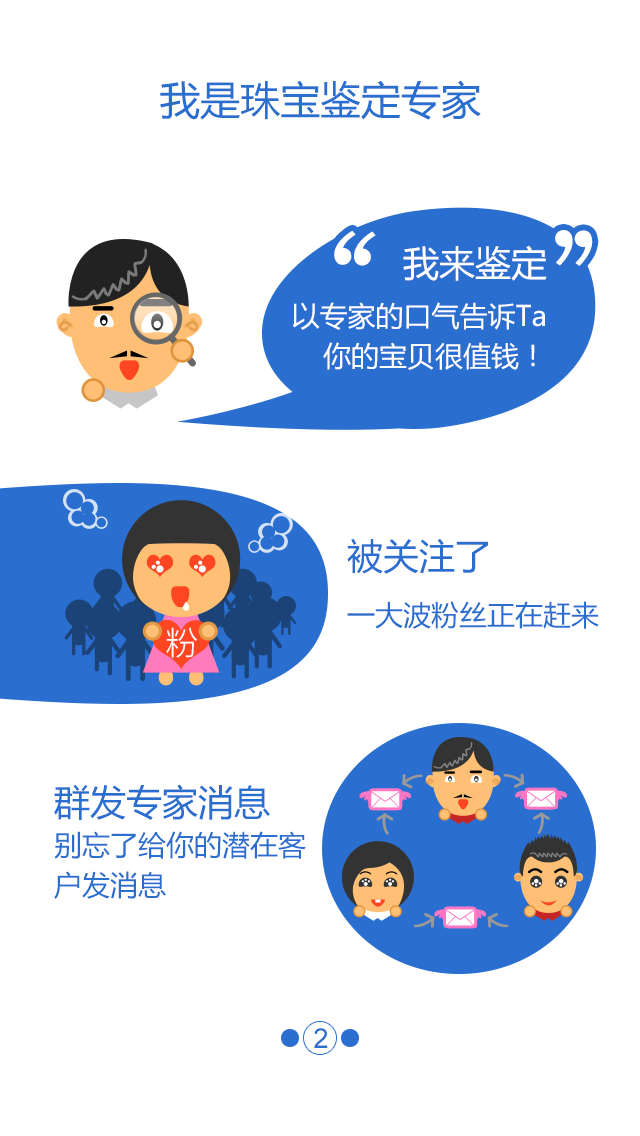 我是珠宝鉴定专家
“我来鉴定”
以专家的口气告诉Ta
你的宝贝很值钱！
被关注了
一大波粉丝正在赶来
粉
群发专家消息
别忘了给你的潜在客
户发消息
2